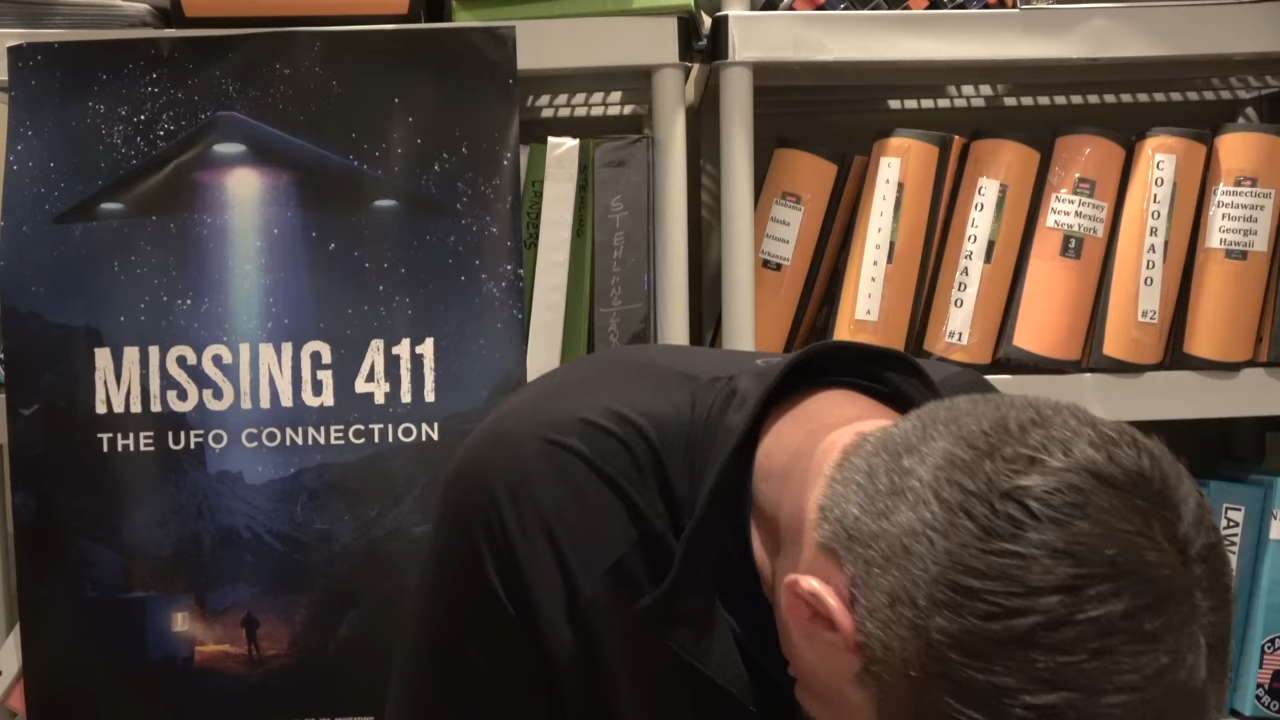 MISSING 411
THE UFO CONNECTION
LANDERS
STEHLING
Alabama
Alaska
Arizona
Arkansas
CALIFORNIA
COLORADO
#1
New Jersey
New Mexico
New York
3
COLORADO
#2
Connecticut
Delaware
Florida
Georgia
Hawaii
LAW